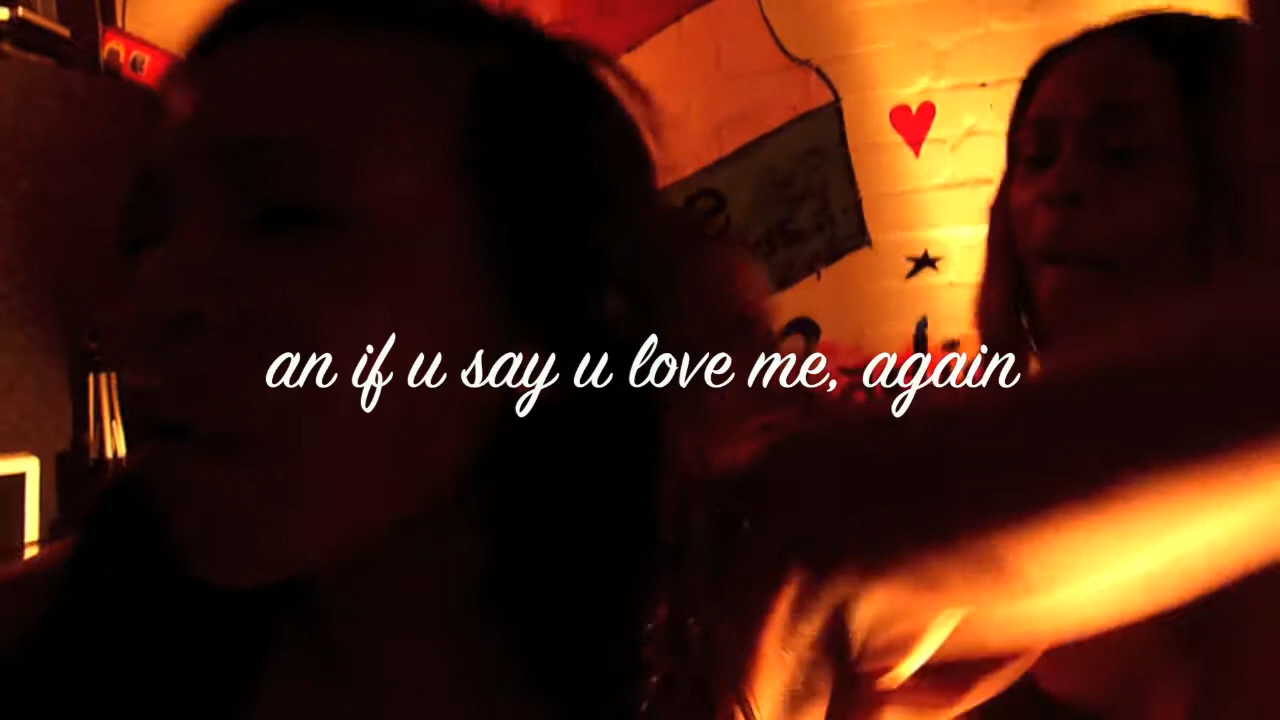 an if u say u love me, again